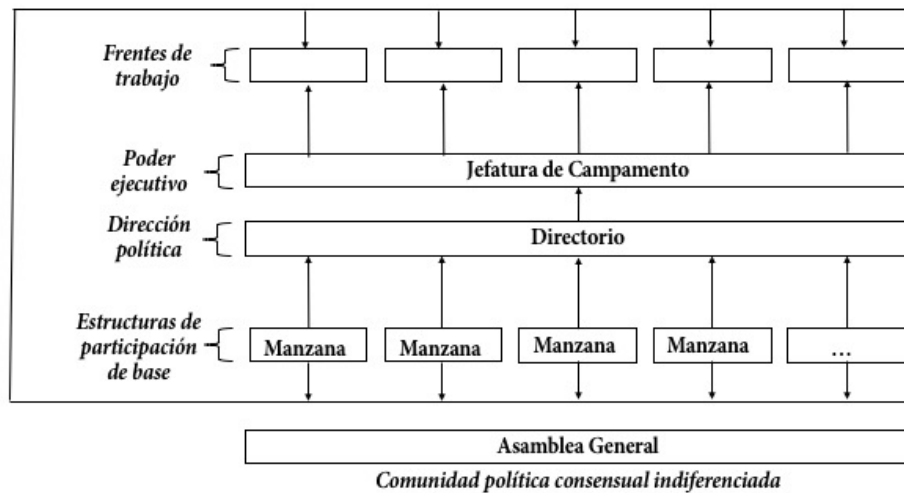 Frentes de
trabajo
Poder
ejecutivo
Jefatura de Campamento
Dirección
política
Directorio
Estructuras de
participación
de base
Manzana
Manzana
Manzana
Manzana
...
Asamblea General
Comunidad política consensual indiferenciada